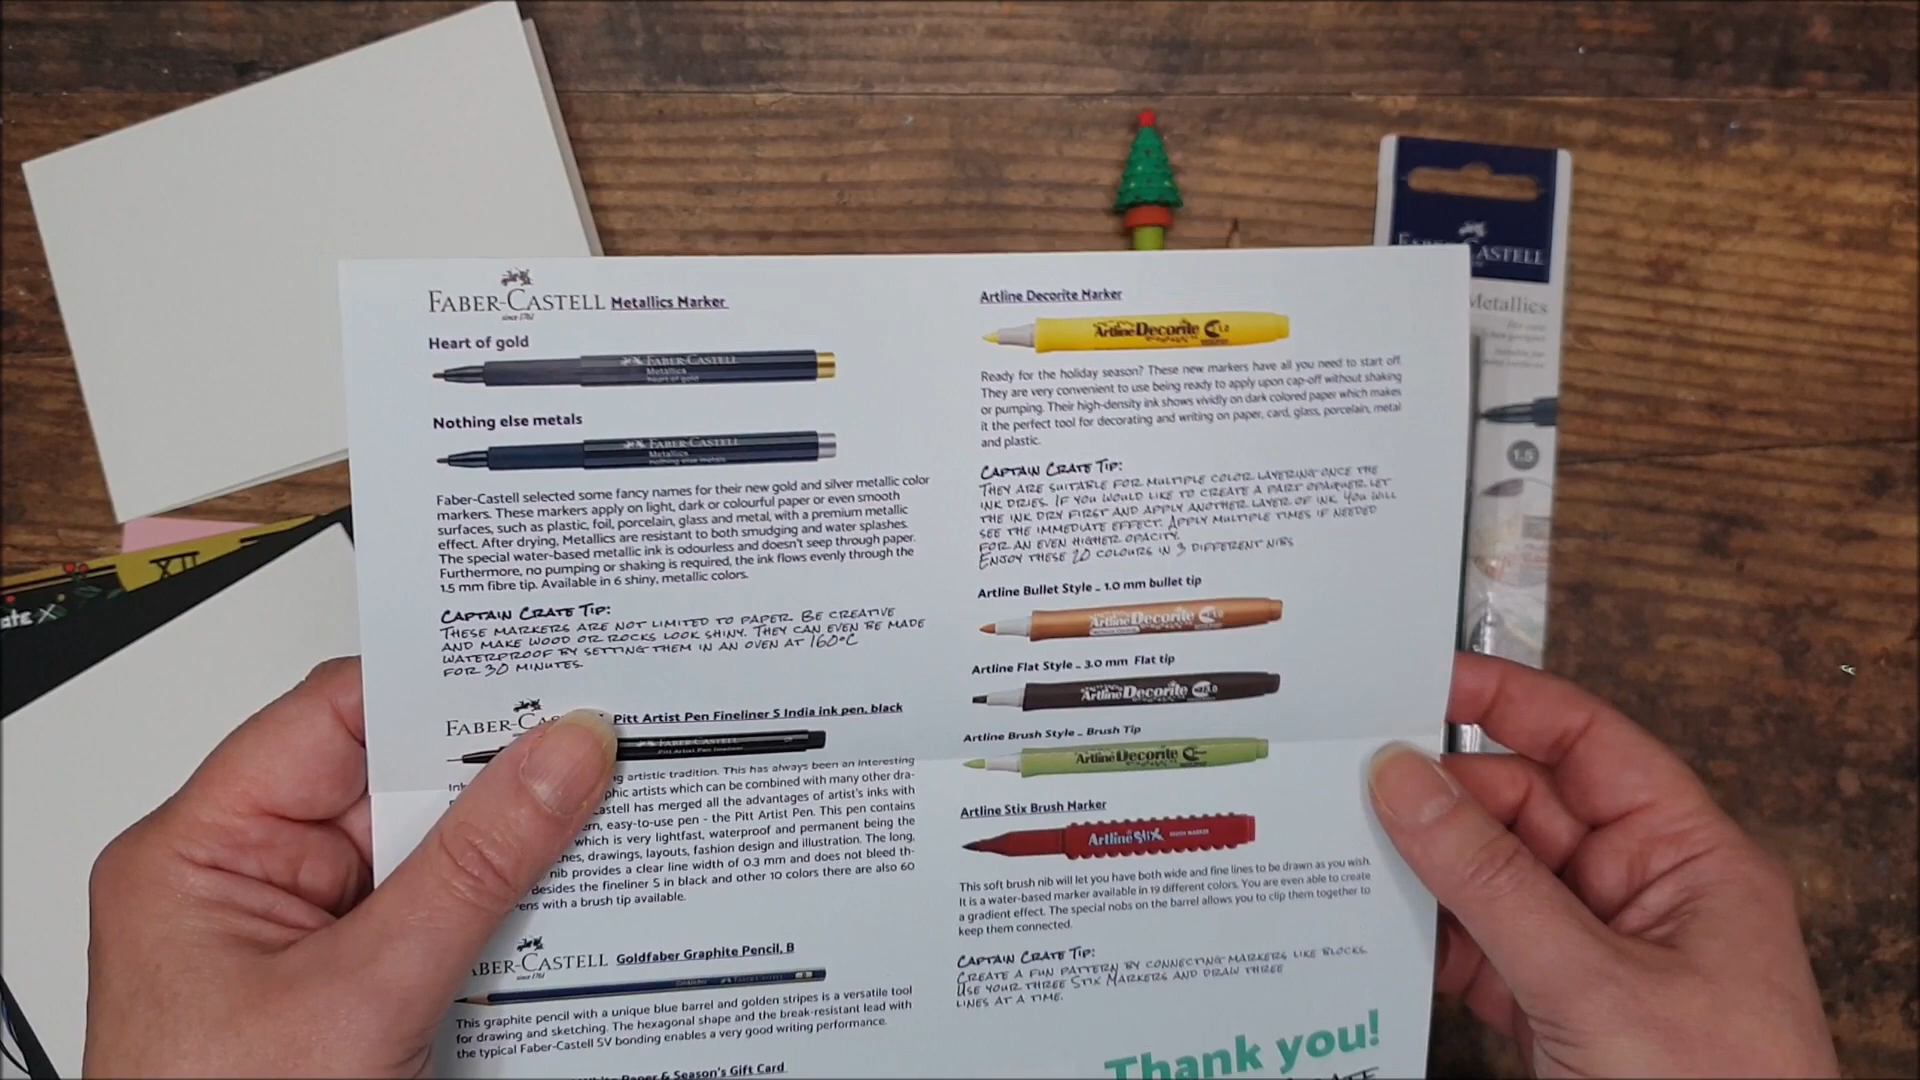 FABER-CASTELL Metallics Marker
since 1761
Heart of gold
FABER-CASTELL
Metallics
heart of gold
Nothing else metals
FABER-CASTELL
Metallics
nothing else metals
Faber-Castell selected some fancy names for their new gold and silver metallic color
markers. These markers apply on light, dark or colourful paper or even smooth
surfaces, such as plastic, foil, porcelain, glass and metal, with a premium metallic
effect. After drying, Metallics are resistant to both smudging and water splashes.
The special water-based metallic ink is odourless and doesn't seep through paper.
Furthermore, no pumping or shaking is required, the ink flows evenly through the
1.5 mm fibre tip. Available in 6 shiny, metallic colors.
CAPTAIN CRATE TIP:
THESE MARKERS ARE NOT LIMITED TO PAPER. BE CREATIVE
AND MAKE WOOD OR ROCKS LOOK SHINY. THEY CAN EVEN BE MADE
WATERPROOF BY SETTING THEM IN AN OVEN AT 160°C
FOR 30 MINUTES.
FABER-CAS Pitt Artist Pen Fineliner S India ink pen, black
FABER-CASTELL
Pitt Artist Pen fineliner S
Ink
ng artistic tradition. This has always been an interesting
phic artists which can be combined with many other dra-
astell has merged all the advantages of artist's inks with
rn, easy-to-use pen - the Pitt Artist Pen. This pen contains
which is very lightfast, waterproof and permanent being the
hes, drawings, layouts, fashion design and illustration. The long,
nib provides a clear line width of 0.3 mm and does not bleed th-
Besides the fineliner S in black and other 10 colors there are also 60
ens with a brush tip available.
ABER-CASTELL Goldfaber Graphite Pencil, B
since 1761
This graphite pencil with a unique blue barrel and golden stripes is a versatile tool
for drawing and sketching. The hexagonal shape and the break-resistant lead with
the typical Faber-Castell SV bonding enables a very good writing performance.
Paper & Season's Gift Card
Artline Decorite Marker
Artline Decorite 1.0
Ready for the holiday season? These new markers have all you need to start off.
They are very convenient to use being ready to apply upon cap-off without shaking
or pumping. Their high-density ink shows vividly on dark colored paper which makes
it the perfect tool for decorating and writing on paper, card, glass, porcelain, metal
and plastic.
CAPTAIN CRATE TIP:
THEY ARE SUITABLE FOR MULTIPLE COLOR LAYERING ONCE THE
INK DRIES. IF YOU WOULD LIKE TO CREATE A PART OPAQUER LET
THE INK DRY FIRST AND APPLY ANOTHER LAYER OF INK. YOU WILL
SEE THE IMMEDIATE EFFECT. APPLY MULTIPLE TIMES IF NEEDED
FOR AN EVEN HIGHER OPACITY.
ENJOY THESE 20 COLOURS IN 3 DIFFERENT NIBS
Artline Bullet Style - 1.0 mm bullet tip
Artline Decorite 1.0
Artline Flat Style - 3.0 mm Flat tip
Artline Decorite 3.0
Artline Brush Style - Brush Tip
Artline Decorite
Artline Stix Brush Marker
Artline Stix BRUSH MARKER
This soft brush nib will let you have both wide and fine lines to be drawn as you wish.
It is a water-based marker available in 19 different colors. You are even able to create
a gradient effect. The special nobs on the barrel allows you to clip them together to
keep them connected.
CAPTAIN CRATE TIP:
CREATE A FUN PATTERN BY CONNECTING MARKERS LIKE BLOCKS.
USE YOUR THREE STIX MARKERS AND DRAW THREE
LINES AT A TIME.
Thank you!
FABER-CASTELL
Metallics
1.5
ate x